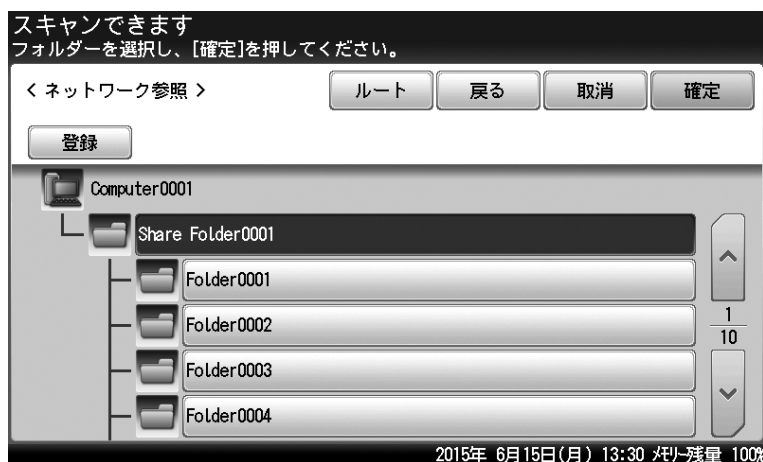 スキャンできます
フォルダーを選択し、[確定]を押してください。
<ネットワーク参照>
ルート
戻る
取消
確定
登録
Computer0001
Share Folder0001
Folder0001
Folder0002
Folder0003
Folder0004
1
10
2015年 6月15日(月) 13:30 ﾒﾓﾘｰ残量 100%